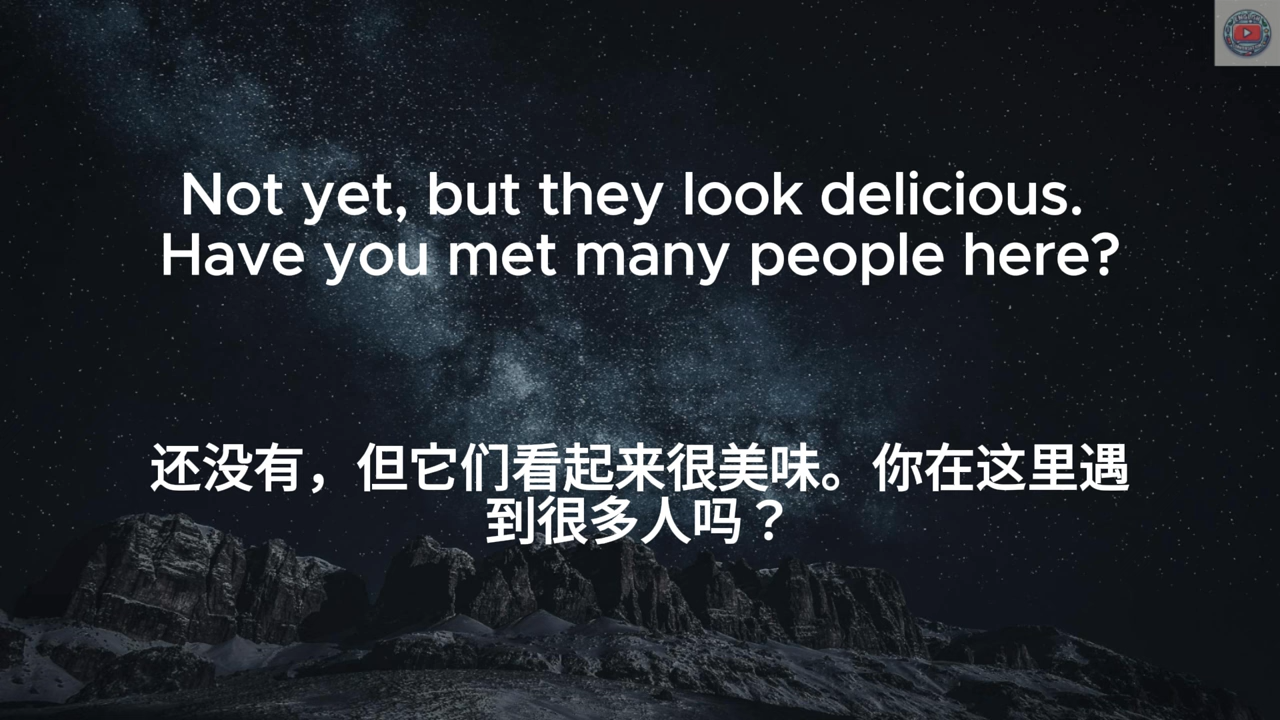 Not yet, but they look delicious.
Have you met many people here?
还没有，但它们看起来很美味。你在这里遇
到很多人吗？